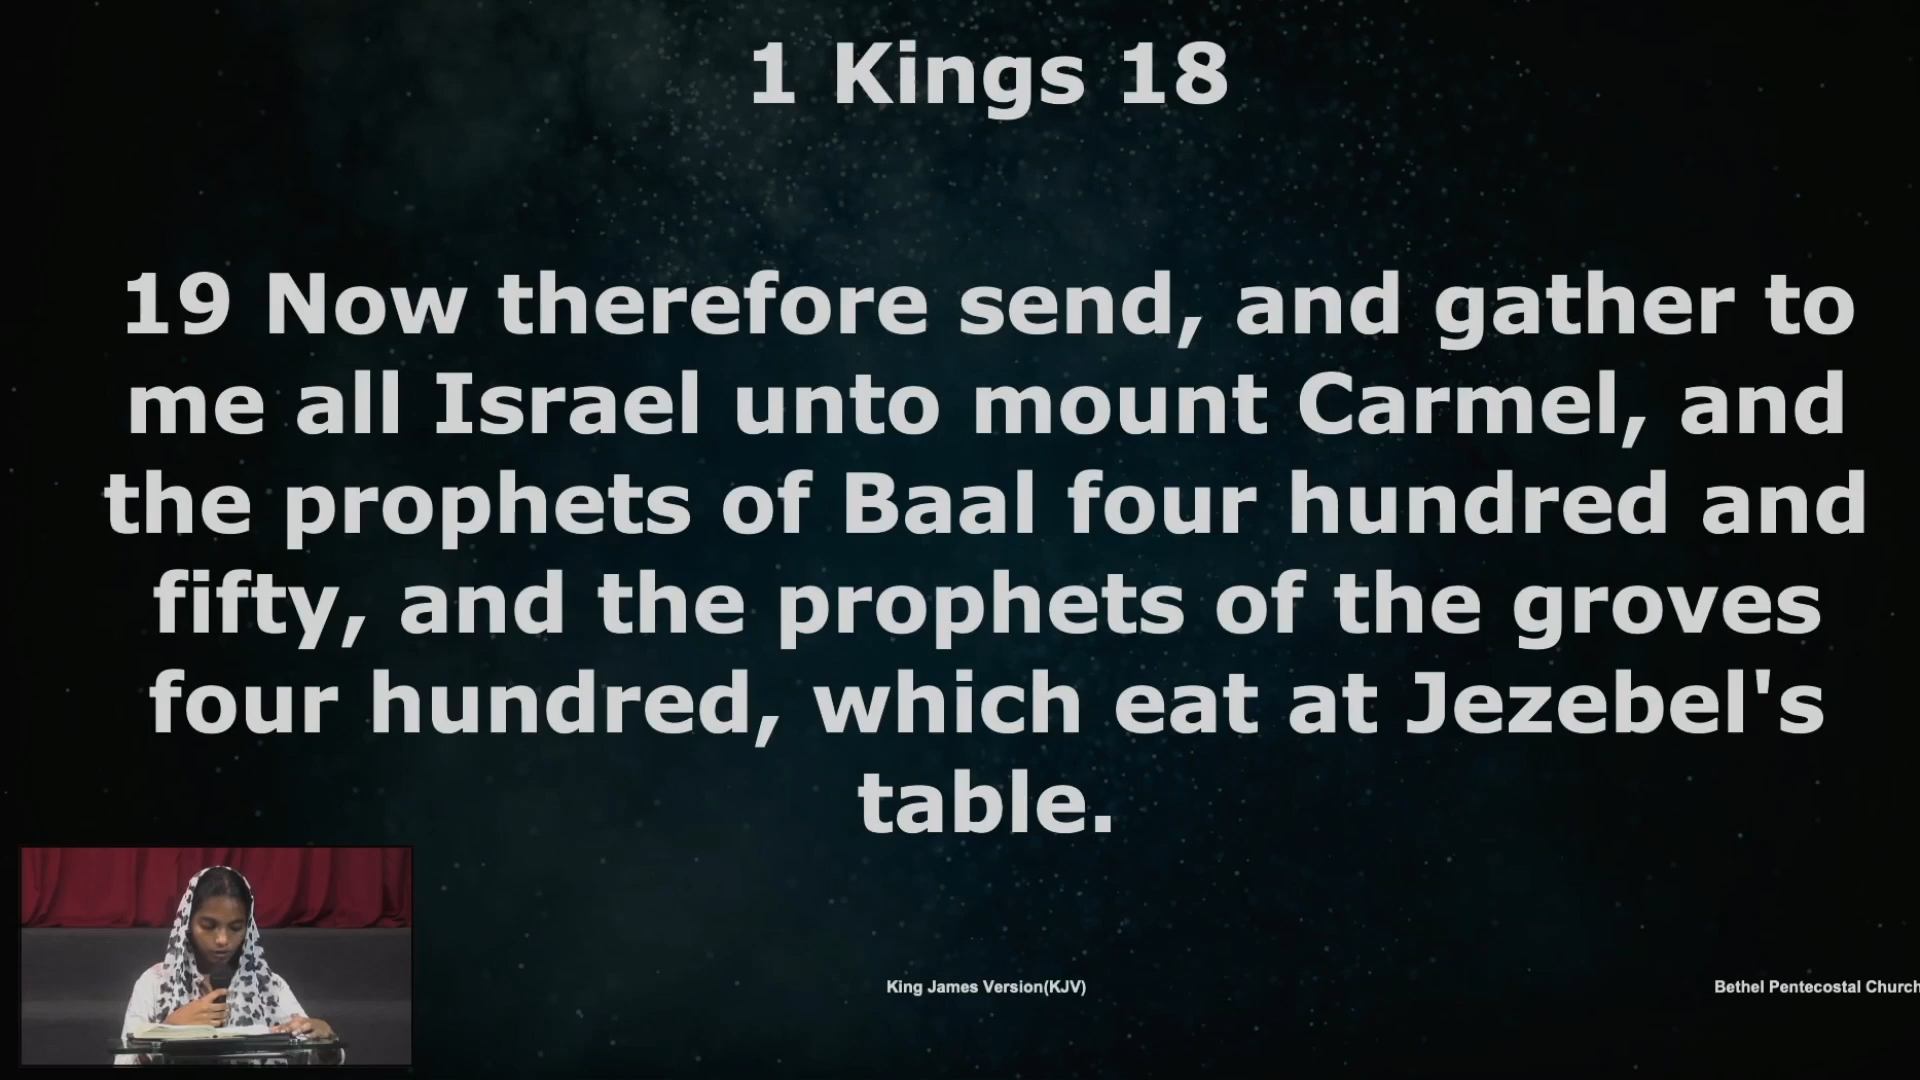 1 Kings 18
19 Now therefore send, and gather to
me all Israel unto mount Carmel, and
the prophets of Baal four hundred and
fifty, and the prophets of the groves
four hundred, which eat at Jezebel's
table.
King James Version(KJV)
Bethel Pentecostal Church